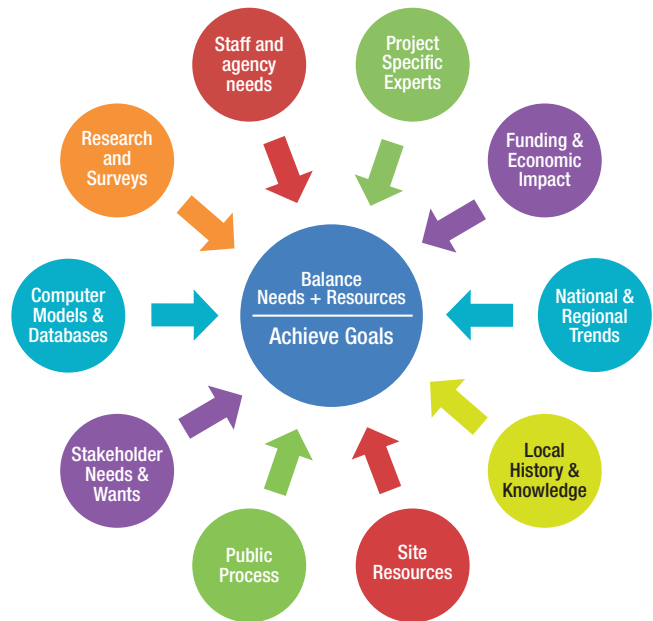 Staff and
agency
needs
Project
Specific
Experts
Funding &
Economic
Impact
National &
Regional
Trends
Local
History &
Knowledge
Site
Resources
Public
Process
Stakeholder
Needs &
Wants
Computer
Models &
Databases
Research
and
Surveys
Balance
Needs + Resources
Achieve Goals